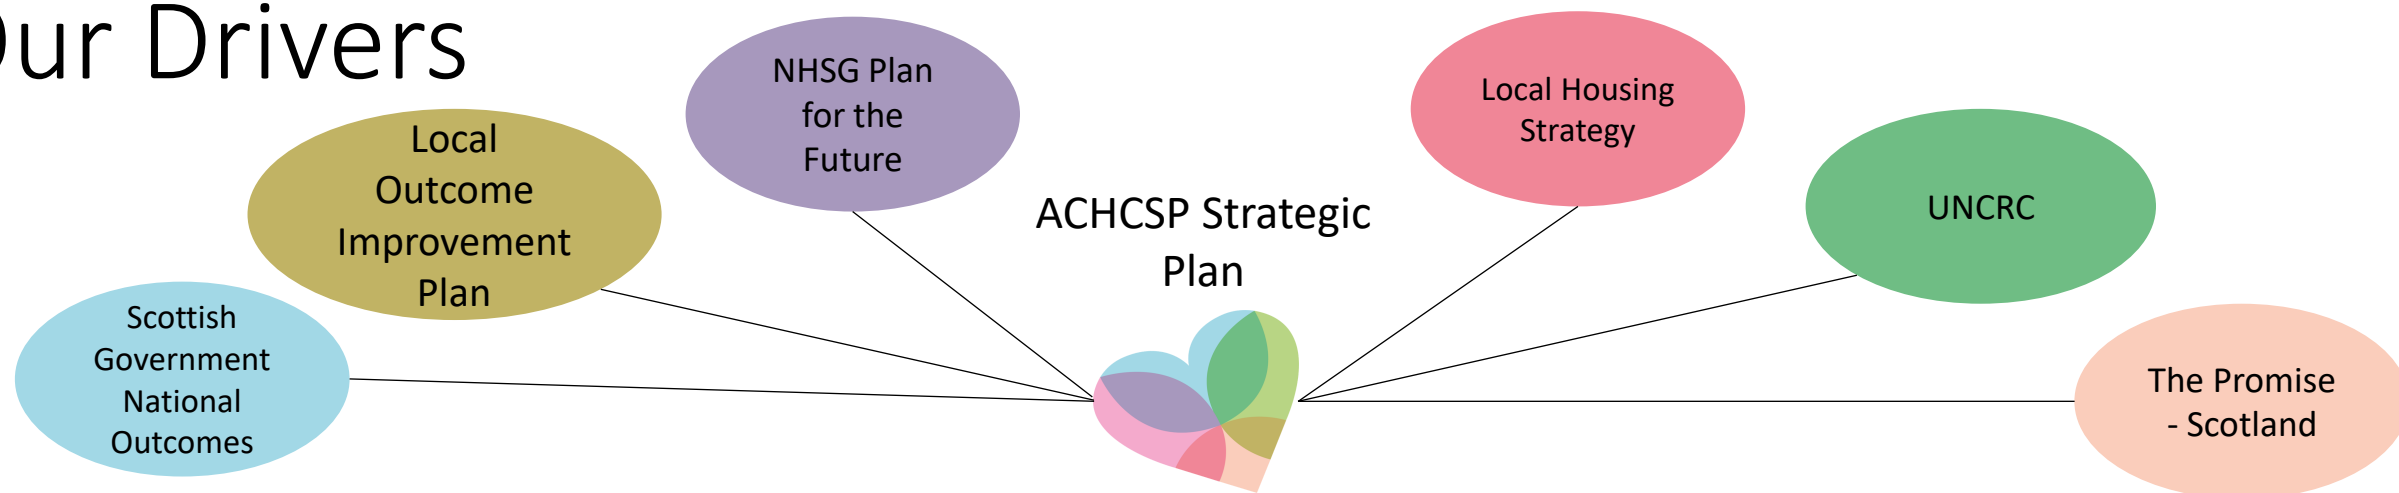 Our Drivers
NHSG Plan
for the
Future
Local Housing
Strategy
Local
Outcome
Improvement
Plan
UNCRC
ACHCSP Strategic
Plan
Scottish
Government
National
Outcomes
The Promise
- Scotland